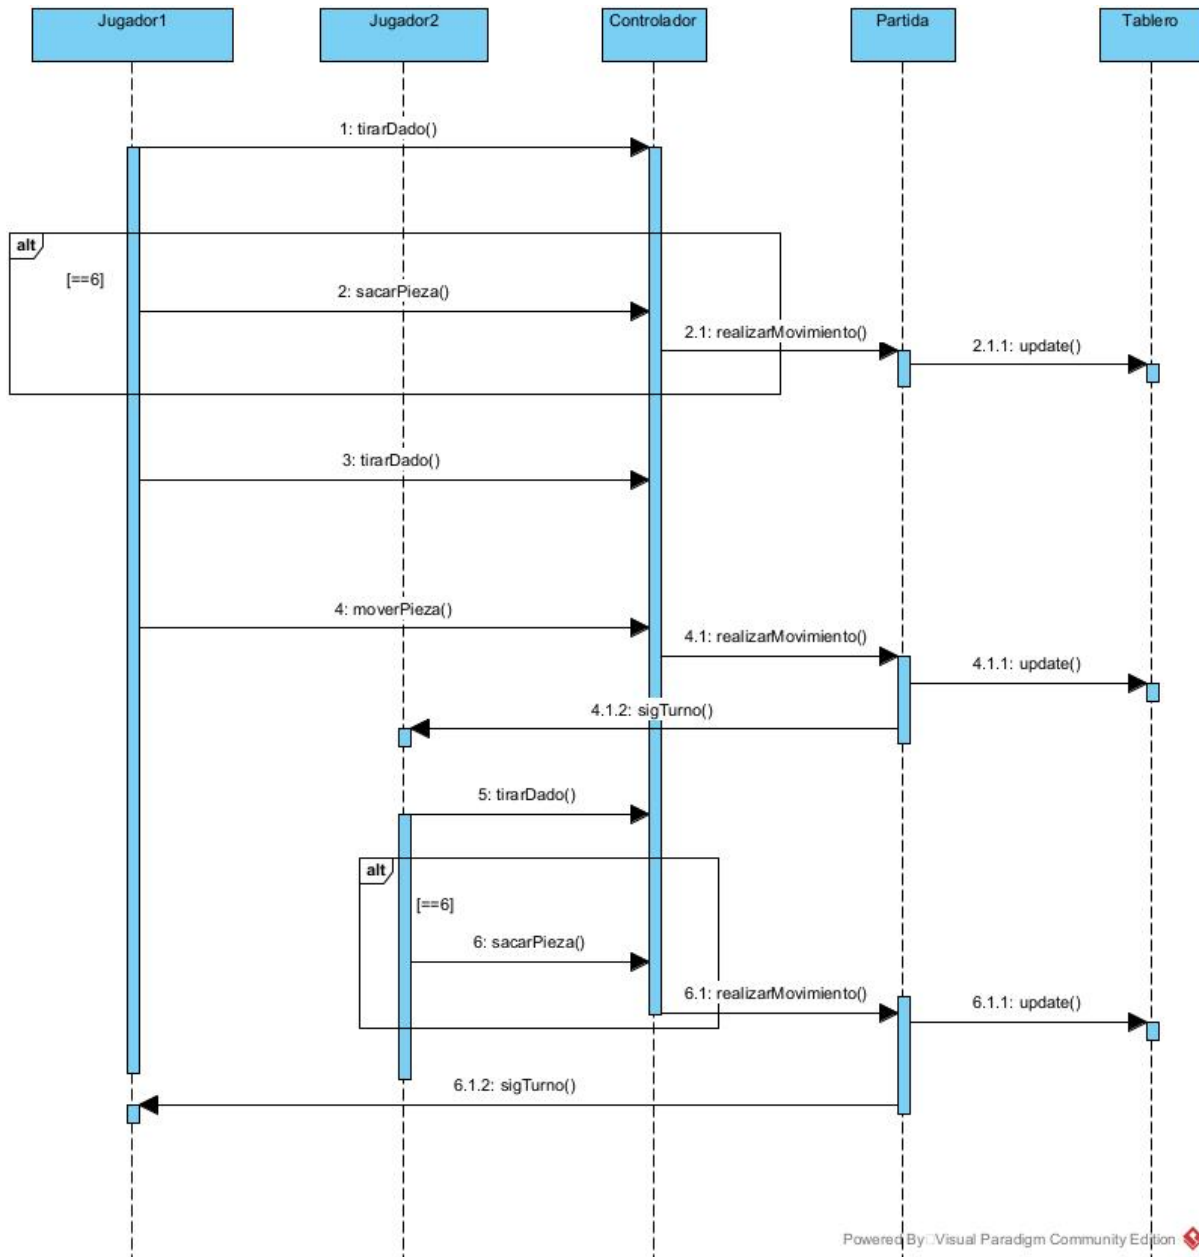 Jugador1
Jugador2
Controlador
Partida
Tablero
1: tirarDado()
alt
[==6]
2: sacarPieza()
2.1: realizarMovimiento()
2.1.1: update()
3: tirarDado()
4: moverPieza()
4.1: realizarMovimiento()
4.1.1: update()
4.1.2: sigTurno()
5: tirarDado()
alt
[==6]
6: sacarPieza()
6.1: realizarMovimiento()
6.1.1: update()
6.1.2: sigTurno()
Powered By Visual Paradigm Community Edition